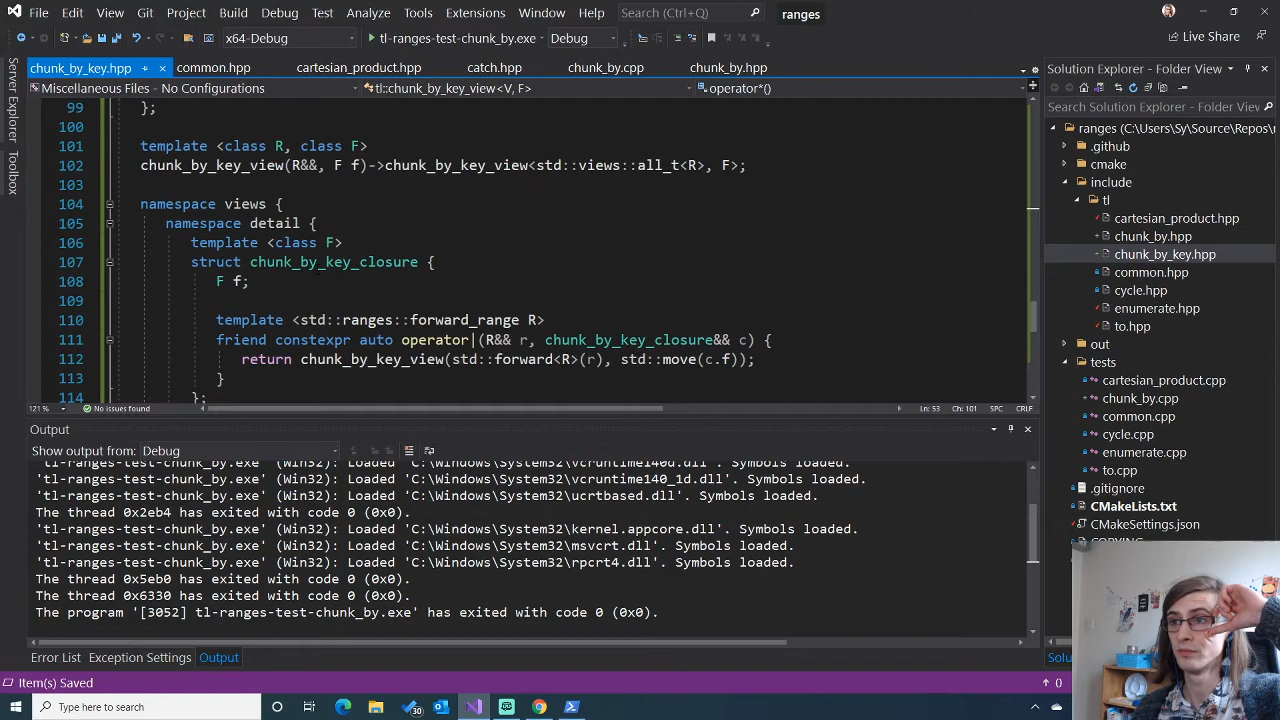 File Edit View Git Project Build Debug Test Analyze Tools Extensions Window Help Search (Ctrl+Q) ranges
x64-Debug tl-ranges-test-chunk_by.exe Debug Live Share
chunk_by_key.hpp common.hpp cartesian_product.hpp catch.hpp chunk_by.cpp chunk_by.hpp
Miscellaneous Files - No Configurations tl::chunk_by_key_view<V, F> operator*()
99 };
100
101 template <class R, class F>
102 chunk_by_key_view(R&&, F f)->chunk_by_key_view<std::views::all_t<R>, F>;
103
104 namespace views {
105 namespace detail {
106 template <class F>
107 struct chunk_by_key_closure {
108 F f;
109
110 template <std::ranges::forward_range R>
111 friend constexpr auto operator|(R&& r, chunk_by_key_closure&& c) {
112 return chunk_by_key_view(std::forward<R>(r), std::move(c.f));
113 }
114 };
121 % No issues found Ln: 53 Ch: 101 SPC CRLF
Output
Show output from: Debug
'tl-ranges-test-chunk_by.exe' (Win32): Loaded 'C:\Windows\System32\vcruntime140d.dll'. Symbols loaded.
'tl-ranges-test-chunk_by.exe' (Win32): Loaded 'C:\Windows\System32\vcruntime140_1d.dll'. Symbols loaded.
'tl-ranges-test-chunk_by.exe' (Win32): Loaded 'C:\Windows\System32\ucrtbased.dll'. Symbols loaded.
The thread 0x2eb4 has exited with code 0 (0x0).
'tl-ranges-test-chunk_by.exe' (Win32): Loaded 'C:\Windows\System32\kernel.appcore.dll'. Symbols loaded.
'tl-ranges-test-chunk_by.exe' (Win32): Loaded 'C:\Windows\System32\msvcrt.dll'. Symbols loaded.
'tl-ranges-test-chunk_by.exe' (Win32): Loaded 'C:\Windows\System32\rpcrt4.dll'. Symbols loaded.
The thread 0x5eb0 has exited with code 0 (0x0).
The thread 0x6330 has exited with code 0 (0x0).
The program '[3052] tl-ranges-test-chunk_by.exe' has exited with code 0 (0x0).
Error List Exception Settings Output
Item(s) Saved
Type here to search
30
Server Explorer
Toolbox
Solution Explorer - Folder View
Search Solution Explorer - Folder View
ranges (C:\Users\Sy\Source\Repos\r
.github
cmake
include
tl
cartesian_product.hpp
chunk_by.hpp
chunk_by_key.hpp
common.hpp
cycle.hpp
enumerate.hpp
to.hpp
out
tests
cartesian_product.cpp
chunk_by.cpp
common.cpp
cycle.cpp
enumerate.cpp
to.cpp
.gitignore
CMakeLists.txt
CMakeSettings.json